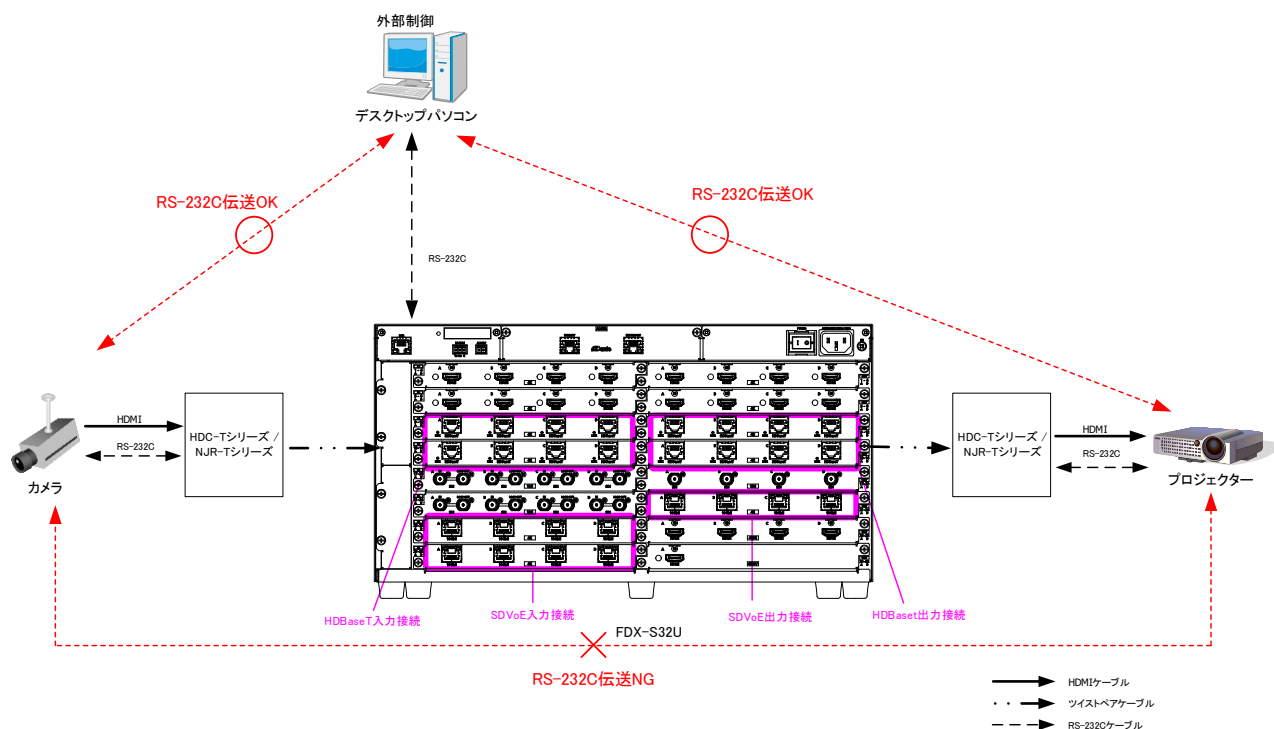 外部制御
デスクトップパソコン
RS-232C伝送OK
RS-232C伝送OK
RS-232C
Dante
HDMI
RS-232C
カメラ
HDC-Tシリーズ /
NJR-Tシリーズ
HDC-Tシリーズ /
NJR-Tシリーズ
HDMI
RS-232C
プロジェクター
HDBaseT入力接続
SDVoE入力接続
SDVoE出力接続
HDBaset出力接続
FDX-S32U
RS-232C伝送NG
HDMIケーブル
ツイストペアケーブル
RS-232Cケーブル